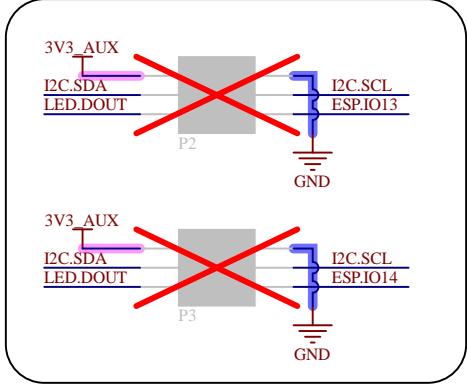 3V3_AUX
I2C.SDA I2C.SCL
LED.DOUT ESP.IO13
P2
GND
3V3_AUX
I2C.SDA I2C.SCL
LED.DOUT ESP.IO14
P3
GND